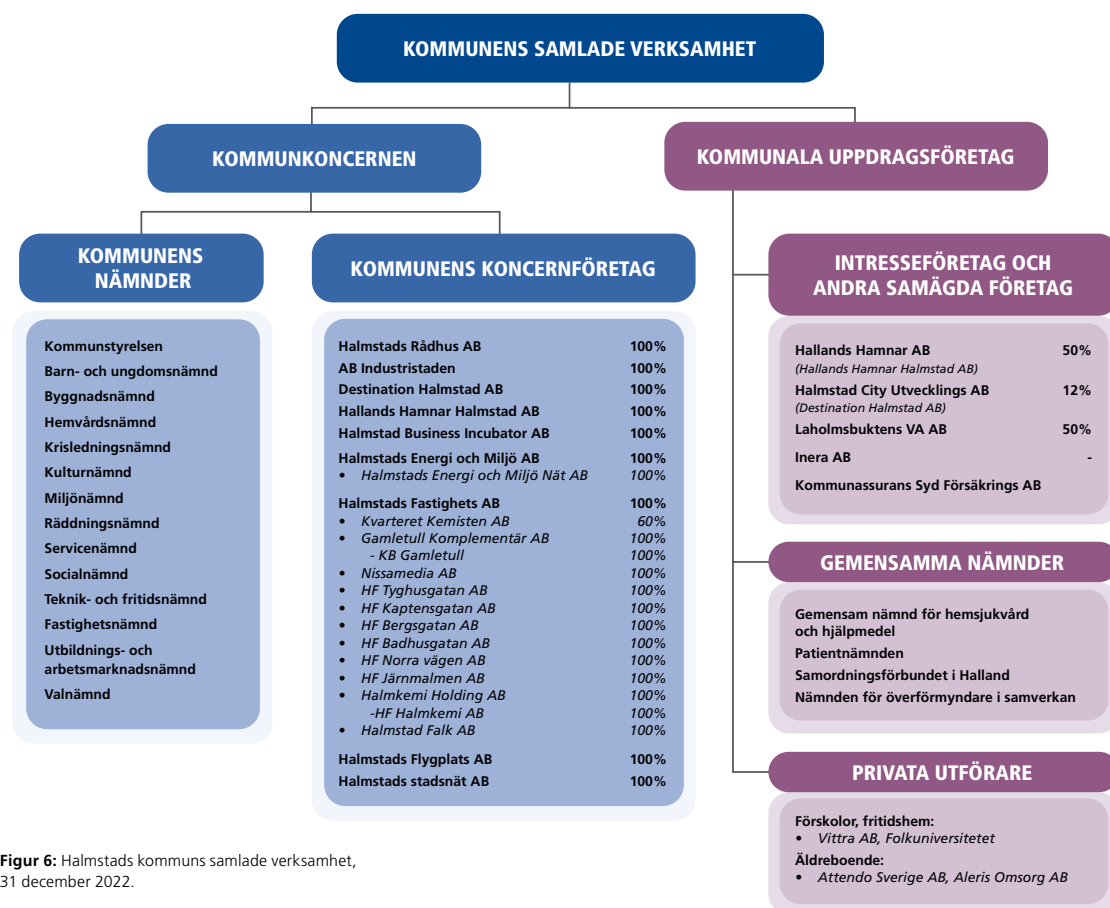 KOMMUNENS SAMLADE VERKSAMHET
KOMMUNKONCERNEN
KOMMUNENS
NÄMNDER
Kommunstyrelsen
Barn- och ungdomsnämnd
Byggnadsnämnd
Hemvårdsnämnd
Krisledningsnämnd
Kulturnämnd
Miljönämnd
Räddningsnämnd
Servicenämnd
Socialnämnd
Teknik- och fritidsnämnd
Fastighetsnämnd
Utbildnings- och
arbetsmarknadsnämnd
Valnämnd
KOMMUNENS KONCERNFÖRETAG
Halmstads Rådhus AB 100%
AB Industristaden 100%
Destination Halmstad AB 100%
Hallands Hamnar Halmstad AB 100%
Halmstad Business Incubator AB 100%
Halmstads Energi och Miljö AB 100%
• Halmstads Energi och Miljö Nät AB 100%
Halmstads Fastighets AB 100%
• Kvarteret Kemisten AB 60%
• Gamletull Komplementär AB 100%
- KB Gamletull 100%
• Nissamedia AB 100%
• HF Tyghusgatan AB 100%
• HF Kaptensgatan AB 100%
• HF Bergsgatan AB 100%
• HF Badhusgatan AB 100%
• HF Norra vägen AB 100%
• HF Järnmalmen AB 100%
• Halmkemi Holding AB 100%
-HF Halmkemi AB 100%
• Halmstad Falk AB 100%
Halmstads Flygplats AB 100%
Halmstads stadsnät AB 100%
KOMMUNALA UPPDRAGSFÖRETAG
INTRESSEFÖRETAG OCH
ANDRA SAMÄGDA FÖRETAG
Hallands Hamnar AB 50%
(Hallands Hamnar Halmstad AB)
Halmstad City Utvecklings AB 12%
(Destination Halmstad AB)
Laholmsbuktens VA AB 50%
Inera AB -
Kommunassurans Syd Försäkrings AB
GEMENSAMMA NÄMNDER
Gemensam nämnd för hemsjukvård
och hjälpmedel
Patientnämnden
Samordningsförbundet i Halland
Nämnden för överförmyndare i samverkan
PRIVATA UTFÖRARE
Förskolor, fritidshem:
• Vittra AB, Folkuniversitetet
Äldreboende:
• Attendo Sverige AB, Aleris Omsorg AB
Figur 6: Halmstads kommuns samlade verksamhet,
31 december 2022.